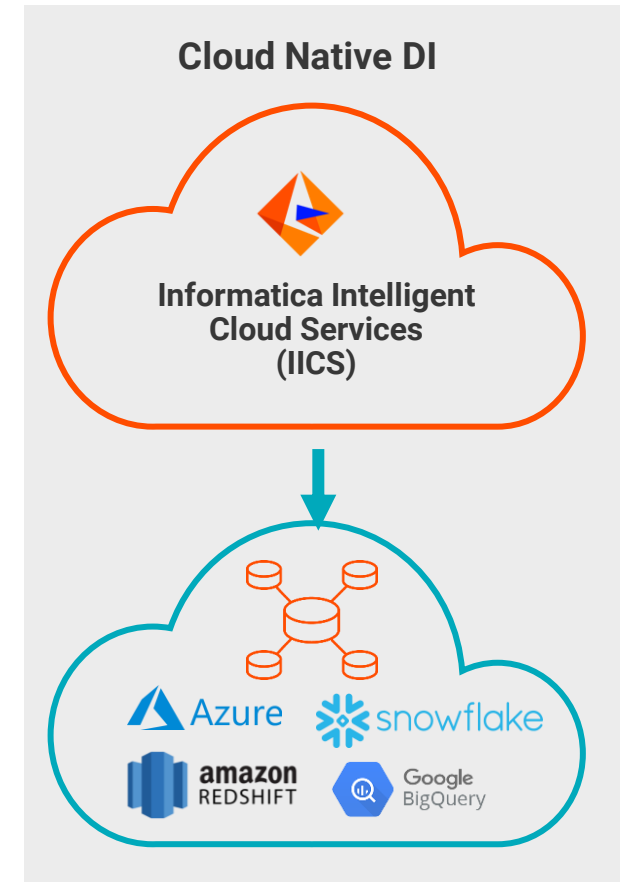 Cloud Native DI
Informatica Intelligent
Cloud Services
(IICS)
Azure
snowflake
amazon
REDSHIFT
Google
BigQuery